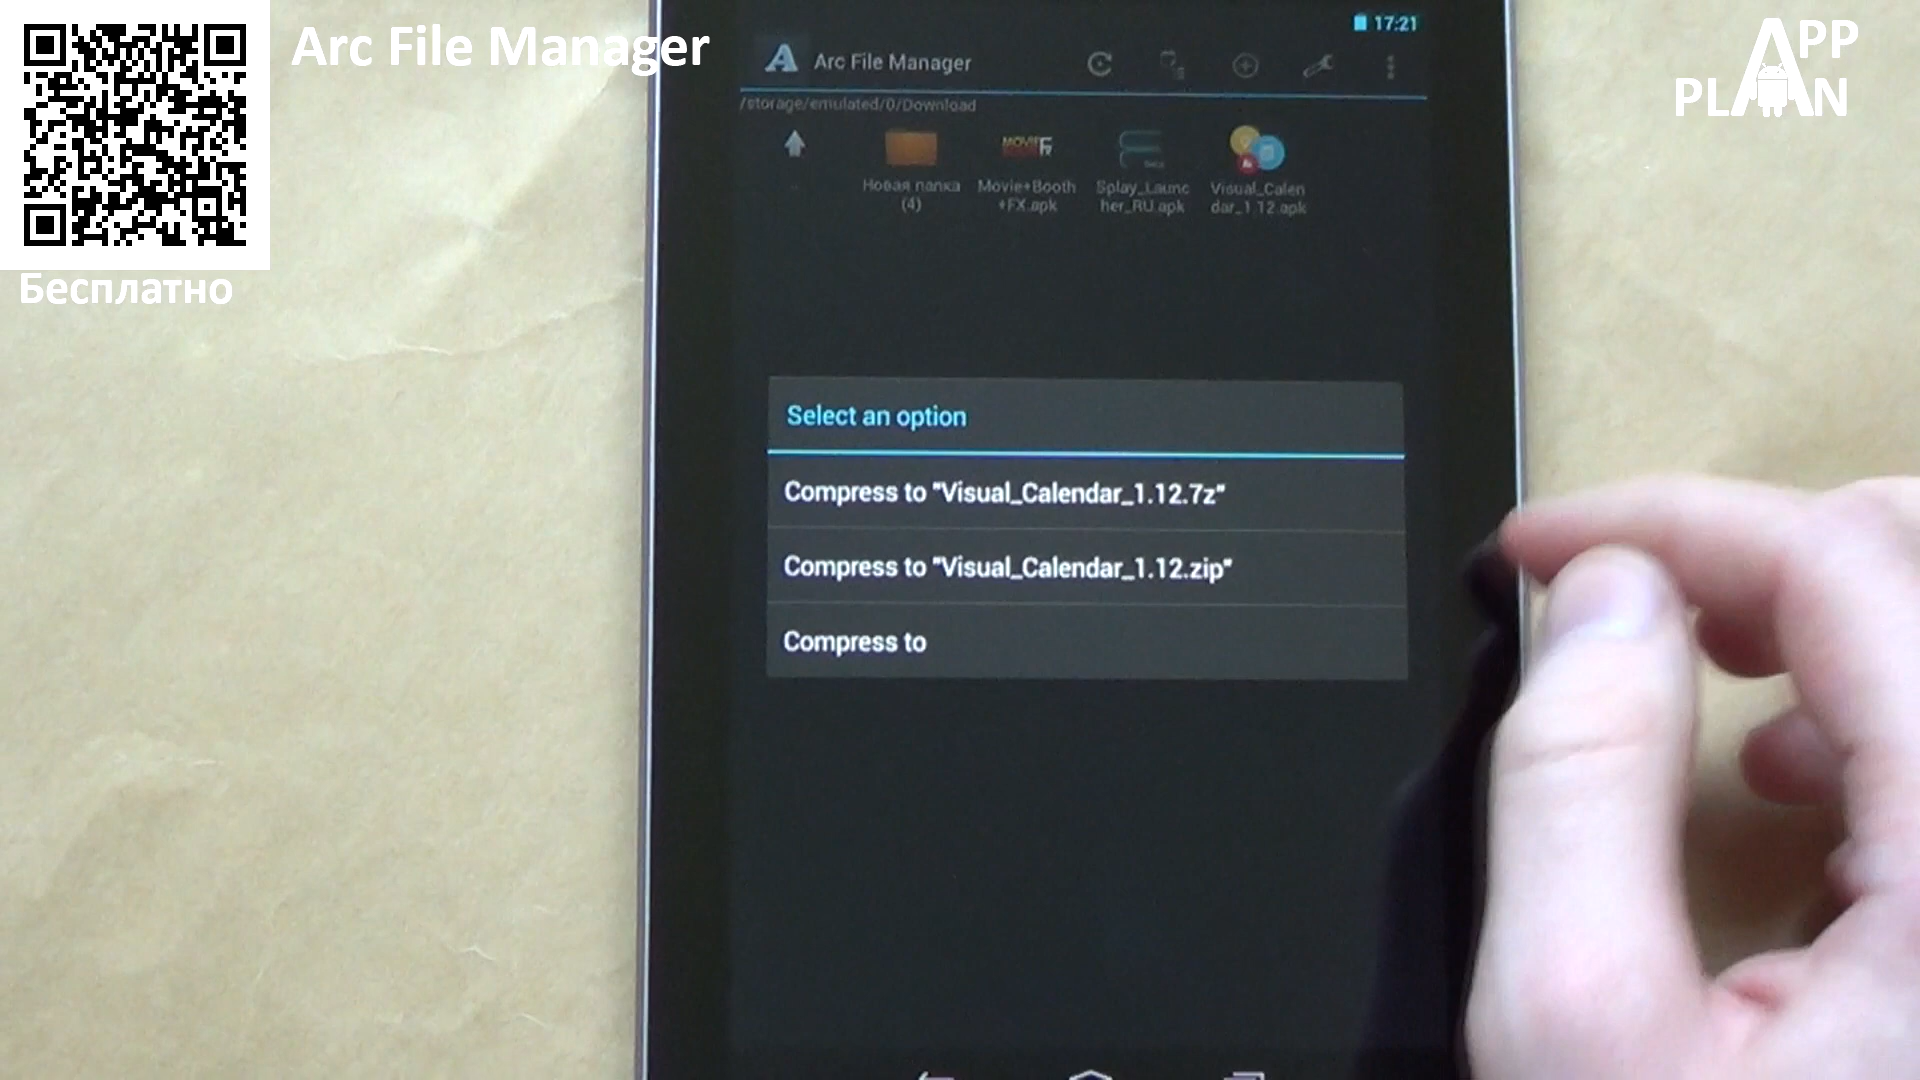 Arc File Manager
APP
PLAN
Бесплатно
17:21
Arc File Manager
/storage/emulated/0/Download
..
Новая папка
(4)
Movie+Booth
+FX.apk
Splay_Launc
her_RU.apk
Visual_Calen
dar_1.12.apk
Select an option
Compress to "Visual_Calendar_1.12.7z"
Compress to "Visual_Calendar_1.12.zip"
Compress to